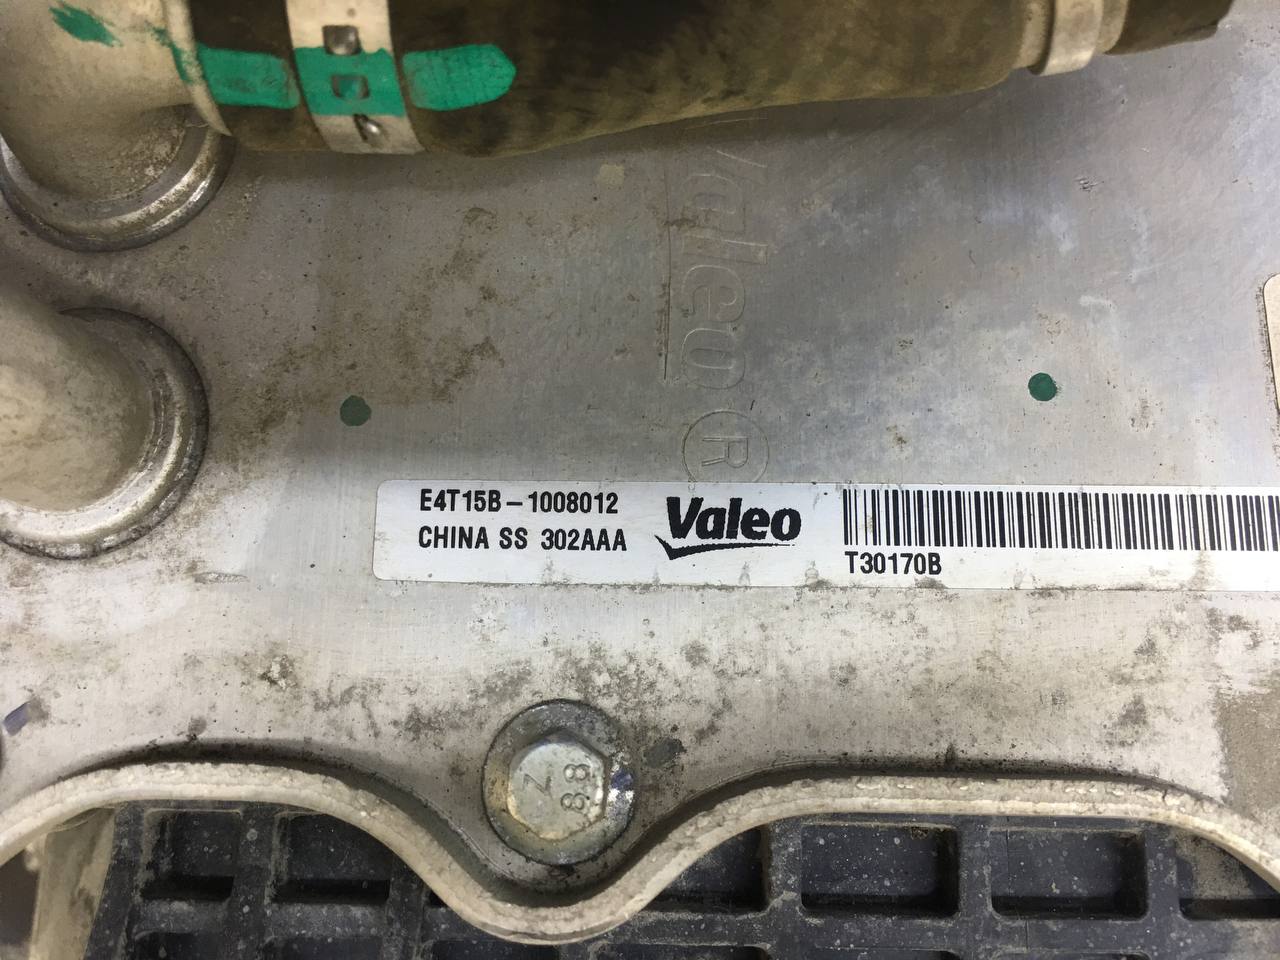 Valeo
R
E4T15B-1008012
CHINA SS 302AAA
Valeo
T30170B
8.8
Z